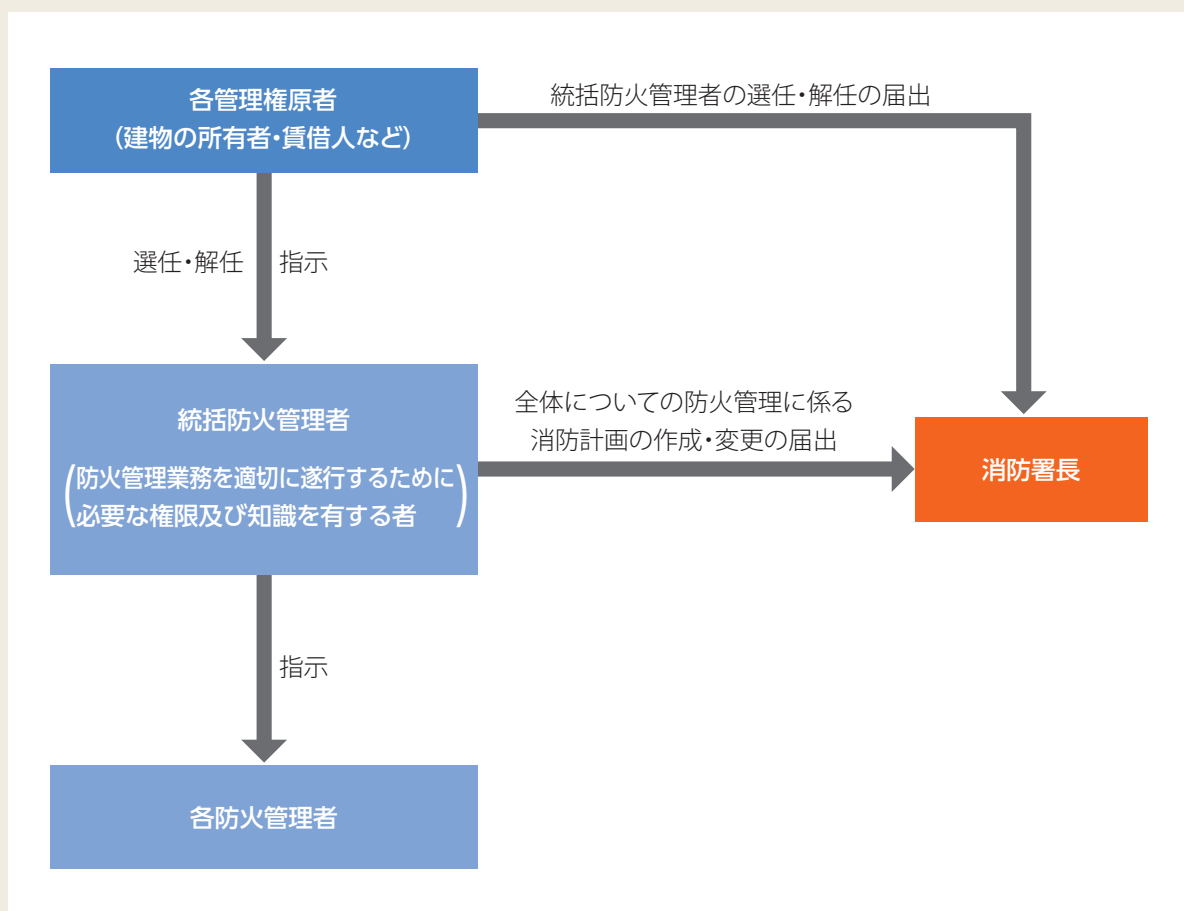 各管理権原者
(建物の所有者・賃借人など)
統括防火管理者の選任・解任の届出
選任・解任
指示
統括防火管理者
(防火管理業務を適切に遂行するために
必要な権限及び知識を有する者)
全体についての防火管理に係る
消防計画の作成・変更の届出
消防署長
指示
各防火管理者